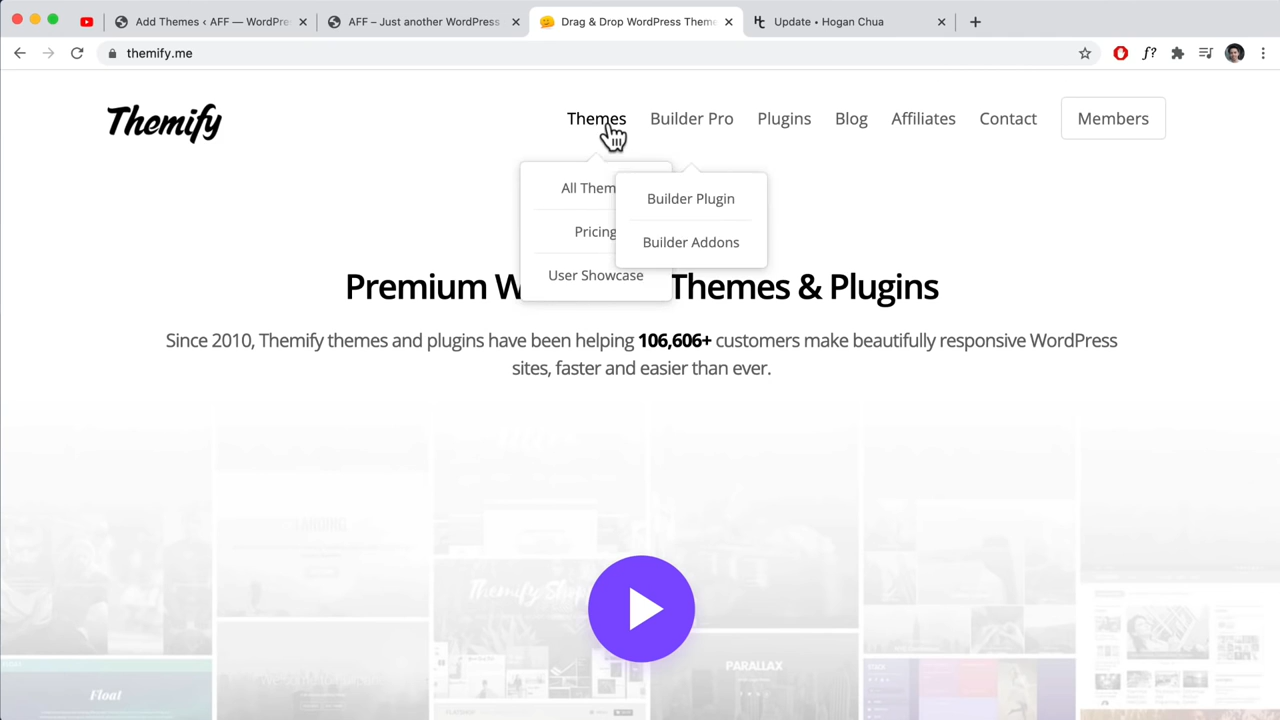 Add Themes ‹ AFF — WordPre
AFF – Just another WordPress
Drag & Drop WordPress Theme
Update • Hogan Chua
themify.me
Themify
Themes
Builder Pro
Plugins
Blog
Affiliates
Contact
Members
All Them
Pricing
User Showcase
Builder Plugin
Builder Addons
Premium W Themes & Plugins
Since 2010, Themify themes and plugins have been helping 106,606+ customers make beautifully responsive WordPress
sites, faster and easier than ever.
Themify Shop
PARALLAX
Float